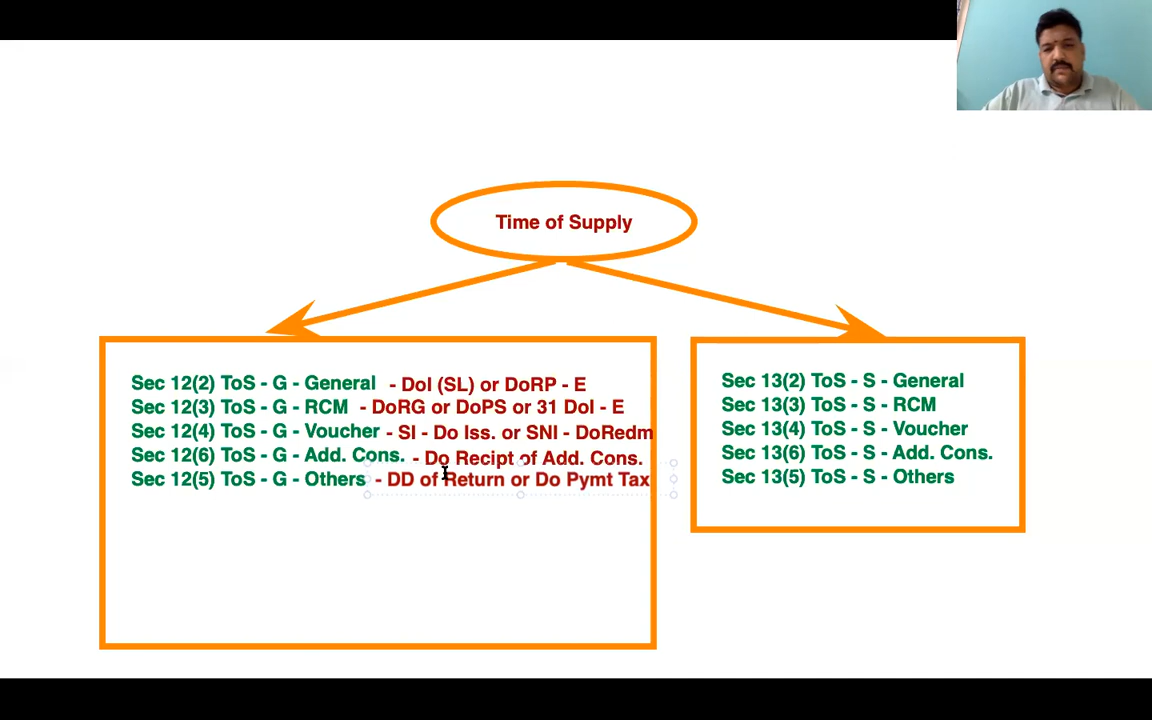 Time of Supply
Sec 12(2) ToS - G - General - DoI (SL) or DoRP - E
Sec 12(3) ToS - G - RCM - DoRG or DoPS or 31 DoI - E
Sec 12(4) ToS - G - Voucher - SI - Do Iss. or SNI - DoRedm
Sec 12(6) ToS - G - Add. Cons. - Do Recipt of Add. Cons.
Sec 12(5) ToS - G - Others - DD of Return or Do Pymt Tax
Sec 13(2) ToS - S - General
Sec 13(3) ToS - S - RCM
Sec 13(4) ToS - S - Voucher
Sec 13(6) ToS - S - Add. Cons.
Sec 13(5) ToS - S - Others